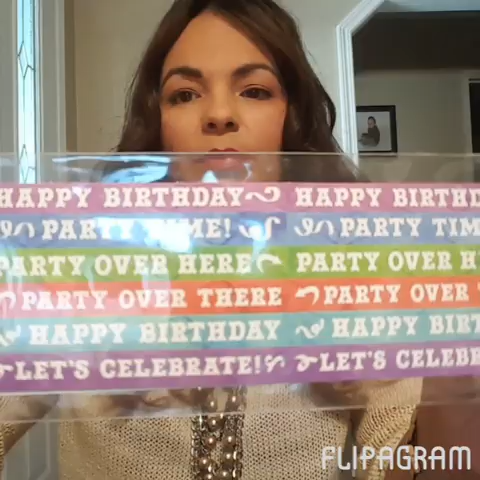 HAPPY BIRTHDAY HAPPY BIRTHD
PARTY TIME! PARTY TIM
PARTY OVER HERE PARTY OVER H
PARTY OVER THERE PARTY OVER T
HAPPY BIRTHDAY HAPPY BIRT
LET'S CELEBRATE! LET'S CELEBR
FLIPAGRAM